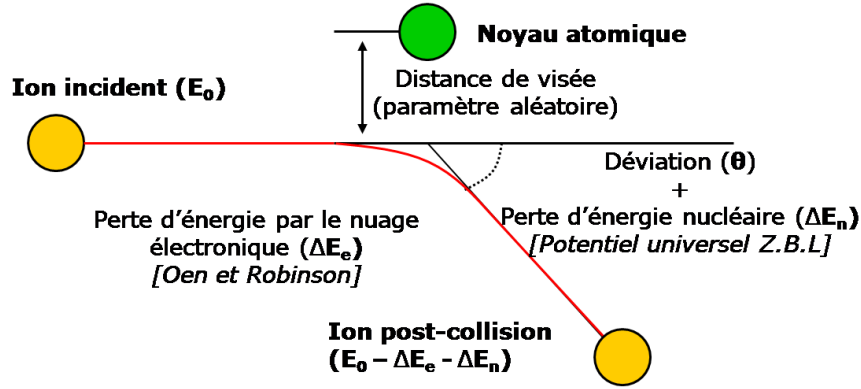 Noyau atomique
Ion incident (E₀)
Distance de visée
(paramètre aléatoire)
Déviation (θ)
+
Perte d’énergie nucléaire (ΔEₙ)
[Potentiel universel Z.B.L]
Perte d’énergie par le nuage
électronique (ΔEₑ)
[Oen et Robinson]
Ion post-collision
(E₀ – ΔEₑ - ΔEₙ)